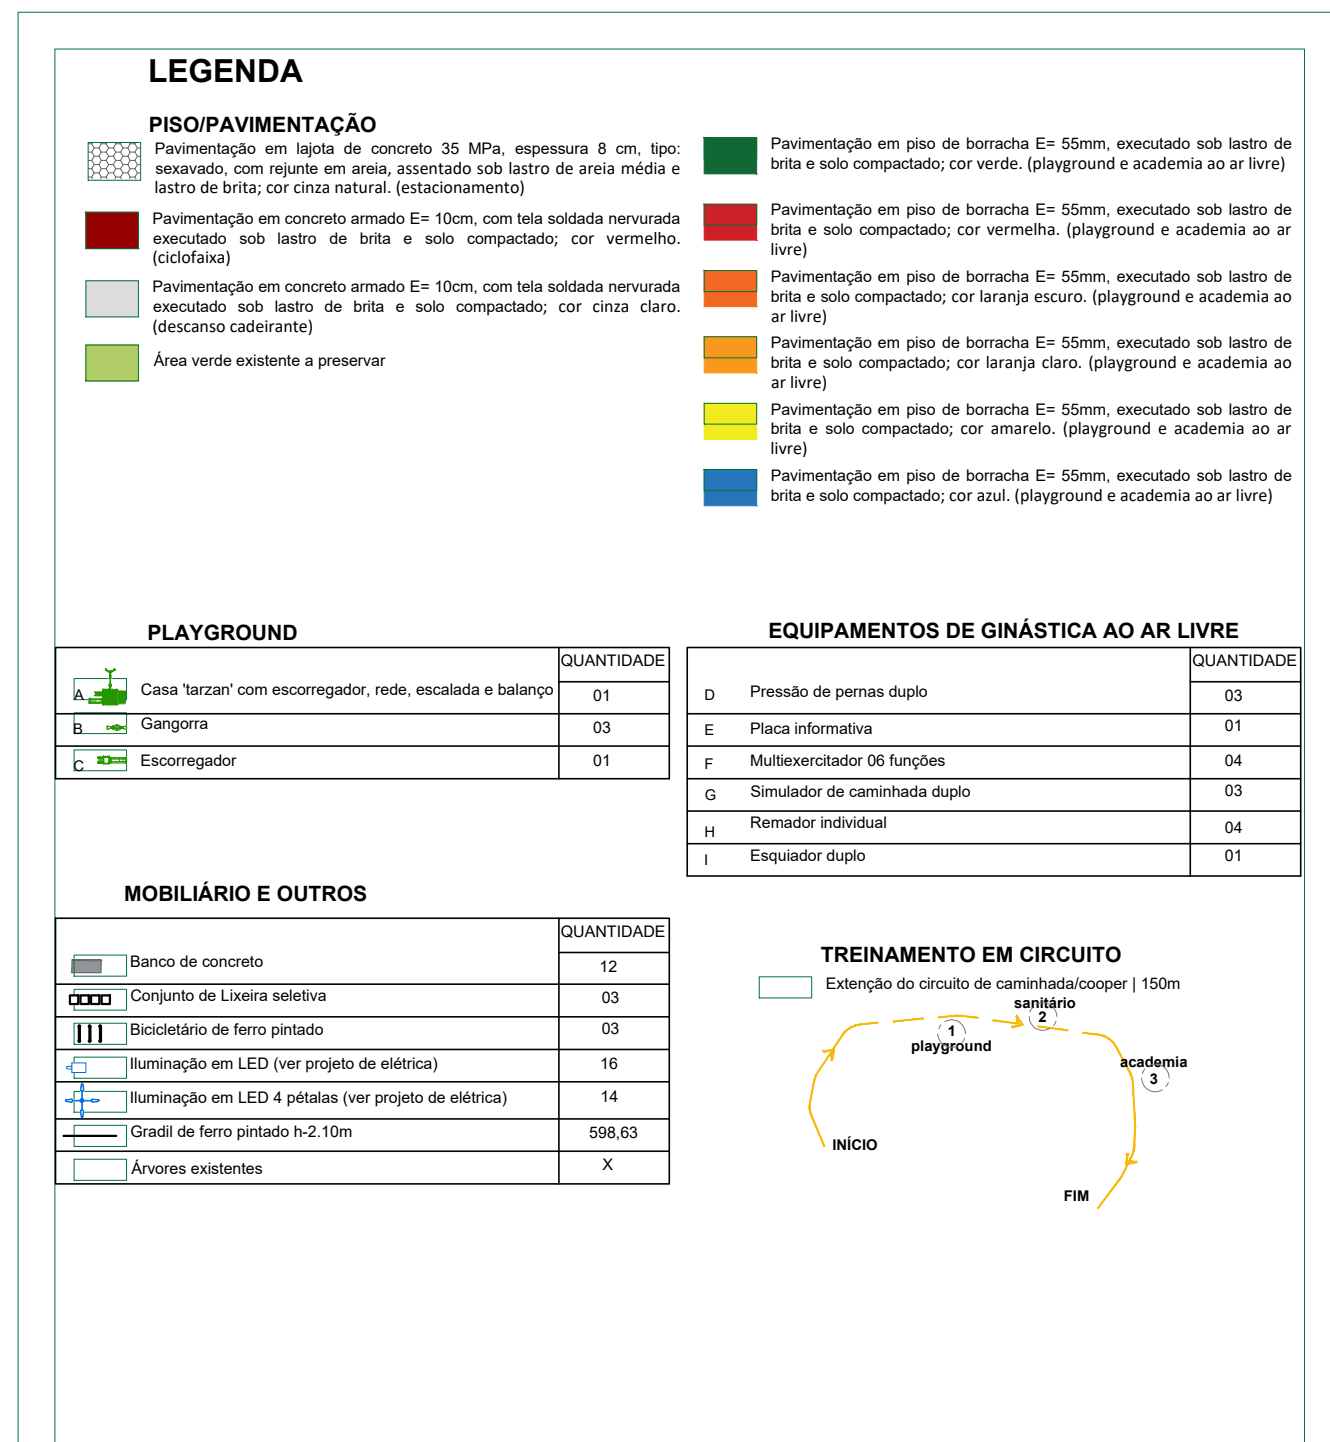 LEGENDA
PISO/PAVIMENTAÇÃO
Pavimentação em lajota de concreto 35 MPa, espessura 8 cm, tipo:
sexavado, com rejunte em areia, assentado sob lastro de areia média e
lastro de brita; cor cinza natural. (estacionamento)
Pavimentação em concreto armado E= 10cm, com tela soldada nervurada
executado sob lastro de brita e solo compactado; cor vermelho.
(ciclofaixa)
Pavimentação em concreto armado E= 10cm, com tela soldada nervurada
executado sob lastro de brita e solo compactado; cor cinza claro.
(descanso cadeirante)
Área verde existente a preservar
Pavimentação em piso de borracha E= 55mm, executado sob lastro de
brita e solo compactado; cor verde. (playground e academia ao ar livre)
Pavimentação em piso de borracha E= 55mm, executado sob lastro de
brita e solo compactado; cor vermelha. (playground e academia ao ar
livre)
Pavimentação em piso de borracha E= 55mm, executado sob lastro de
brita e solo compactado; cor laranja escuro. (playground e academia ao
ar livre)
Pavimentação em piso de borracha E= 55mm, executado sob lastro de
brita e solo compactado; cor laranja claro. (playground e academia ao
ar livre)
Pavimentação em piso de borracha E= 55mm, executado sob lastro de
brita e solo compactado; cor amarelo. (playground e academia ao ar
livre)
Pavimentação em piso de borracha E= 55mm, executado sob lastro de
brita e solo compactado; cor azul. (playground e academia ao ar livre)
PLAYGROUND
QUANTIDADE
A Casa 'tarzan' com escorregador, rede, escalada e balanço 01
B Gangorra 03
C Escorregador 01
EQUIPAMENTOS DE GINÁSTICA AO AR LIVRE
QUANTIDADE
D Pressão de pernas duplo 03
E Placa informativa 01
F Multiexercitador 06 funções 04
G Simulador de caminhada duplo 03
H Remador individual 04
I Esquiador duplo 01
MOBILIÁRIO E OUTROS
QUANTIDADE
Banco de concreto 12
Conjunto de Lixeira seletiva 03
Bicicletário de ferro pintado 03
Iluminação em LED (ver projeto de elétrica) 16
Iluminação em LED 4 pétalas (ver projeto de elétrica) 14
Gradil de ferro pintado h-2.10m 598,63
Árvores existentes X
TREINAMENTO EM CIRCUITO
Extenção do circuito de caminhada/cooper | 150m
sanitário
2
1
playground
academia
3
INÍCIO
FIM